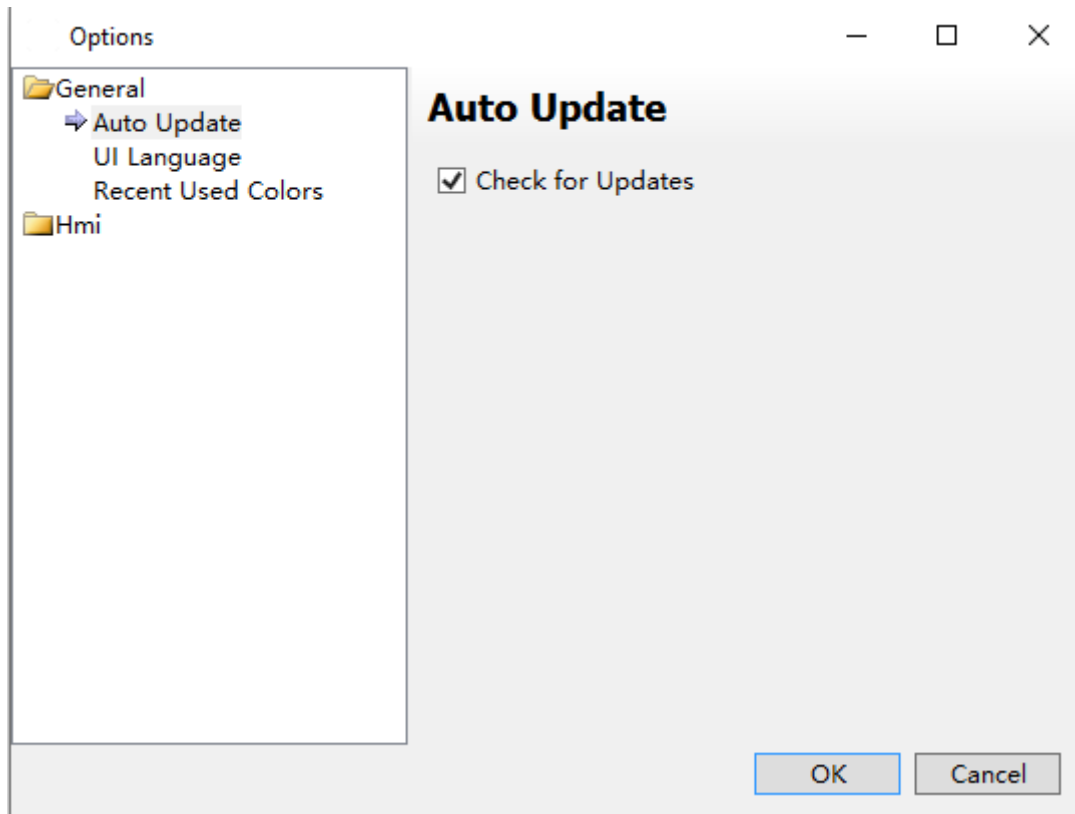 Options
General
Auto Update
UI Language
Recent Used Colors
Hmi
Auto Update
Check for Updates
OK
Cancel